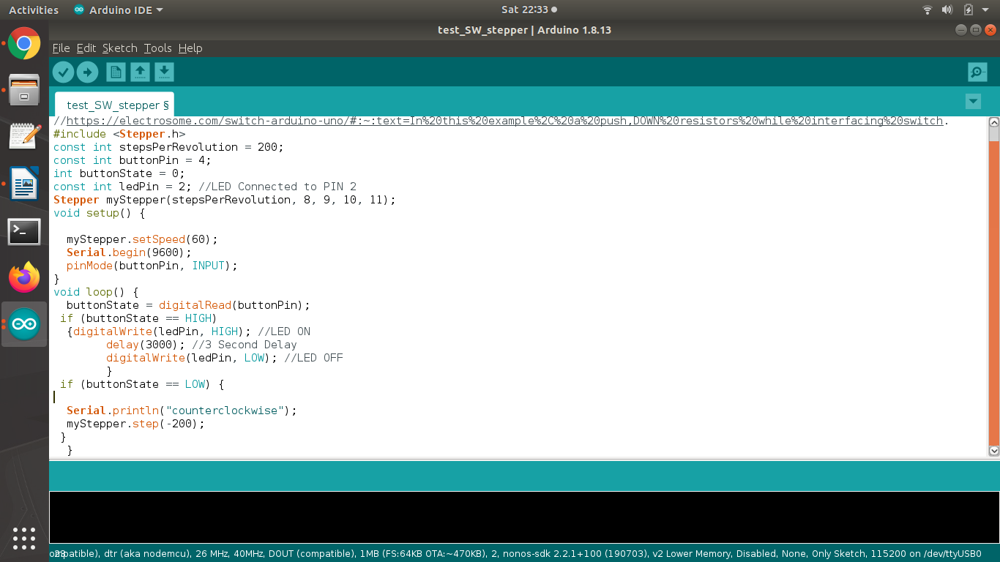 Activities Arduino IDE Sat 22:33
test_SW_stepper | Arduino 1.8.13
File Edit Sketch Tools Help
test_SW_stepper §
//https://electrosome.com/switch-arduino-uno/#:~:text=In%20this%20example%2C%20a%20push,DOWN%20resistors%20while%20interfacing%20switch.
#include <Stepper.h>
const int stepsPerRevolution = 200;
const int buttonPin = 4;
int buttonState = 0;
const int ledPin = 2; //LED Connected to PIN 2
Stepper myStepper(stepsPerRevolution, 8, 9, 10, 11);
void setup() {
myStepper.setSpeed(60);
Serial.begin(9600);
pinMode(buttonPin, INPUT);
}
void loop() {
buttonState = digitalRead(buttonPin);
if (buttonState == HIGH)
{digitalWrite(ledPin, HIGH); //LED ON
delay(3000); //3 Second Delay
digitalWrite(ledPin, LOW); //LED OFF
}
if (buttonState == LOW) {
Serial.println("counterclockwise");
myStepper.step(-200);
}
}
dtr (aka nodemcu), 26 MHz, 40MHz, DOUT (compatible), 1MB (FS:64KB OTA:~470KB), 2, nonos-sdk 2.2.1+100 (190703), v2 Lower Memory, Disabled, None, Only Sketch, 115200 on /dev/ttyUSB0